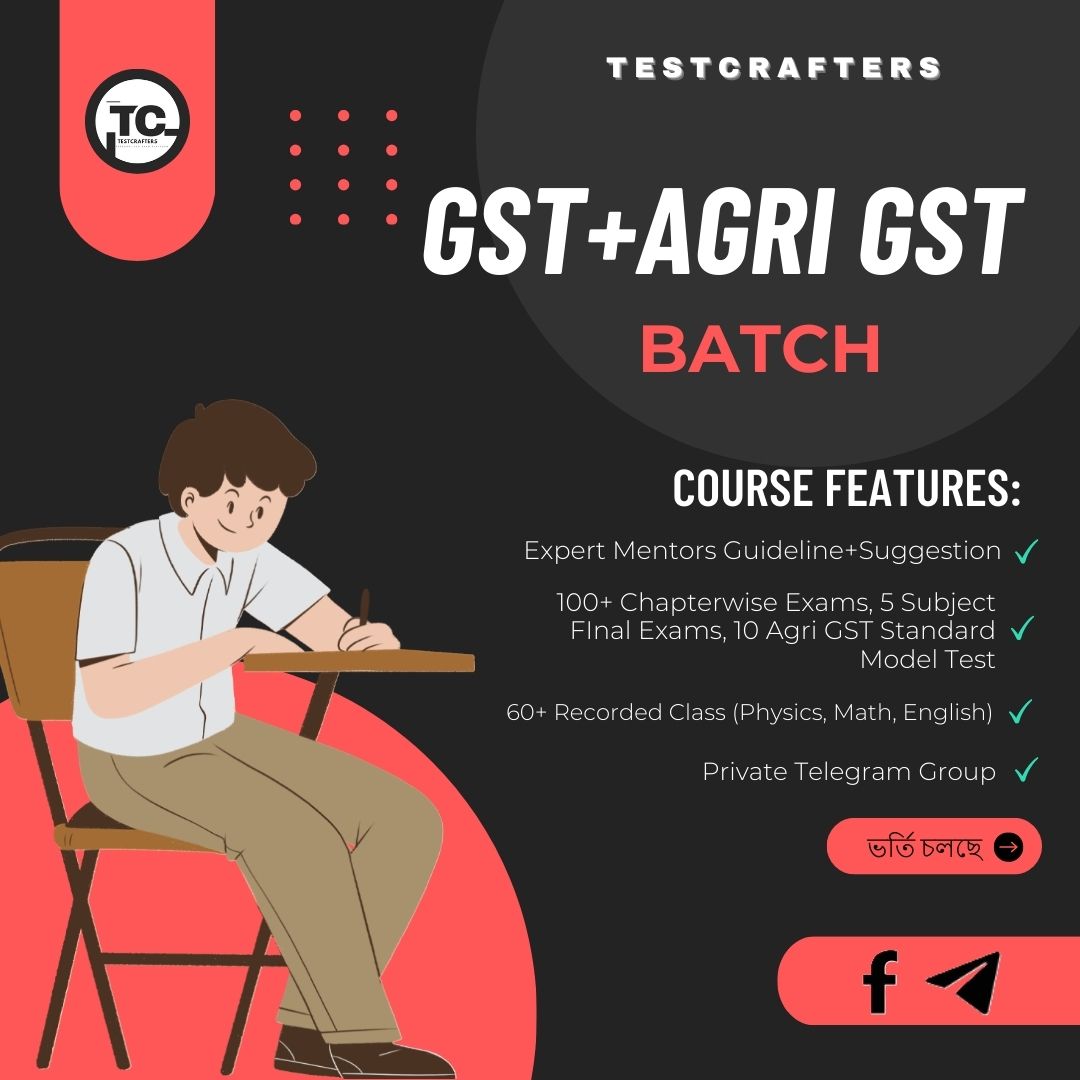 TC
TESTCRAFTERS
TESTCRAFTERS
GST+AGRI GST
BATCH
COURSE FEATURES:
Expert Mentors Guideline+Suggestion
100+ Chapterwise Exams, 5 Subject
FInal Exams, 10 Agri GST Standard
Model Test
60+ Recorded Class (Physics, Math, English)
Private Telegram Group
ভর্তি চলছে